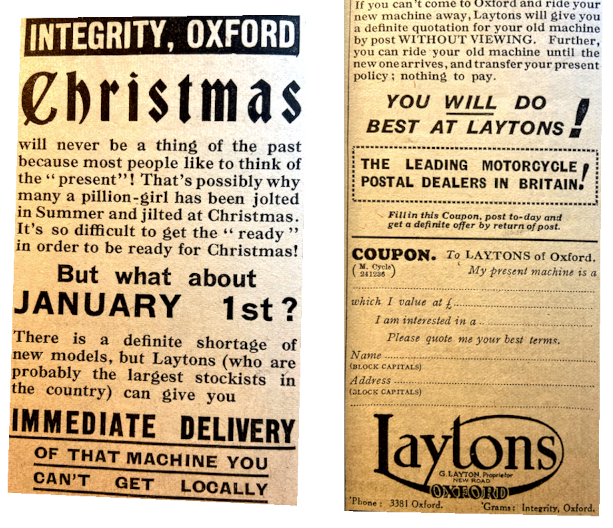 INTEGRITY, OXFORD
Christmas
will never be a thing of the past
because most people like to think of
the "present"! That's possibly why
many a pillion-girl has been jolted
in Summer and jilted at Christmas.
It's so difficult to get the "ready"
in order to be ready for Christmas!
But what about
JANUARY 1st?
There is a definite shortage of
new models, but Laytons (who are
probably the largest stockists in
the country) can give you
IMMEDIATE DELIVERY
OF THAT MACHINE YOU
CAN'T GET LOCALLY
If you can't come to Oxford and ride your
new machine away, Laytons will give you
a definite quotation for your old machine
by post WITHOUT VIEWING. Further,
you can ride your old machine until the
new one arrives, and transfer your present
policy; nothing to pay.
YOU WILL DO
BEST AT LAYTONS!
THE LEADING MOTORCYCLE
POSTAL DEALERS IN BRITAIN!
Fill in this Coupon, post to-day and
get a definite offer by return of post.
COUPON. To LAYTONS of Oxford.
(M. Cycle) My present machine is a
241236
which I value at £
I am interested in a
Please quote me your best terms.
Name
(BLOCK CAPITALS)
Address
(BLOCK CAPITALS)
Laytons
G. LAYTON, Proprietor
NEW ROAD
OXFORD
'Phone: 3381 Oxford. 'Grams: Integrity, Oxford.